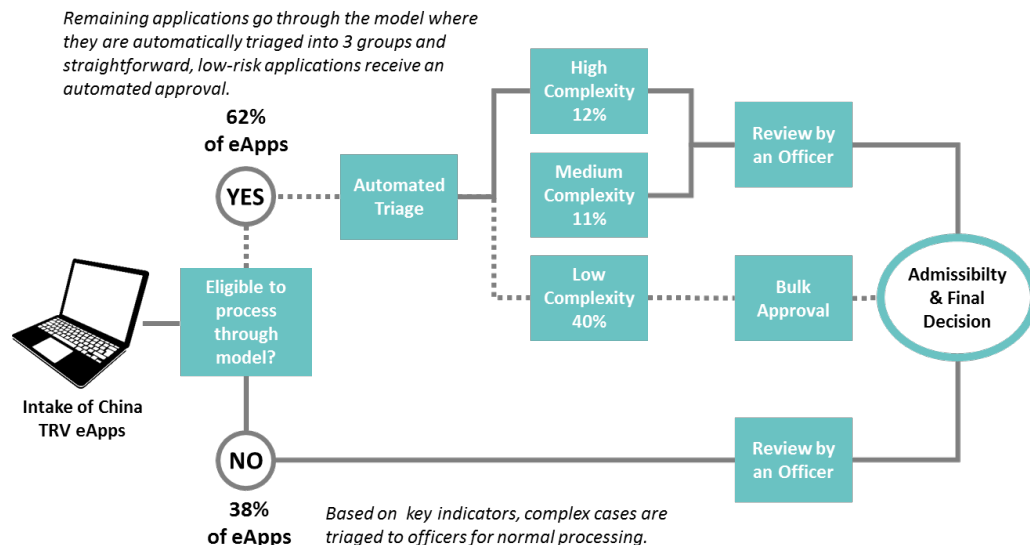 Remaining applications go through the model where
they are automatically triaged into 3 groups and
straightforward, low-risk applications receive an
automated approval.
62%
of eApps
YES
Automated
Triage
High
Complexity
12%
Medium
Complexity
11%
Low
Complexity
40%
Review by
an Officer
Bulk
Approval
Admissibilty
& Final
Decision
Eligible to
process
through
model?
Intake of China
TRV eApps
NO
38%
of eApps
Review by
an Officer
Based on key indicators, complex cases are
triaged to officers for normal processing.